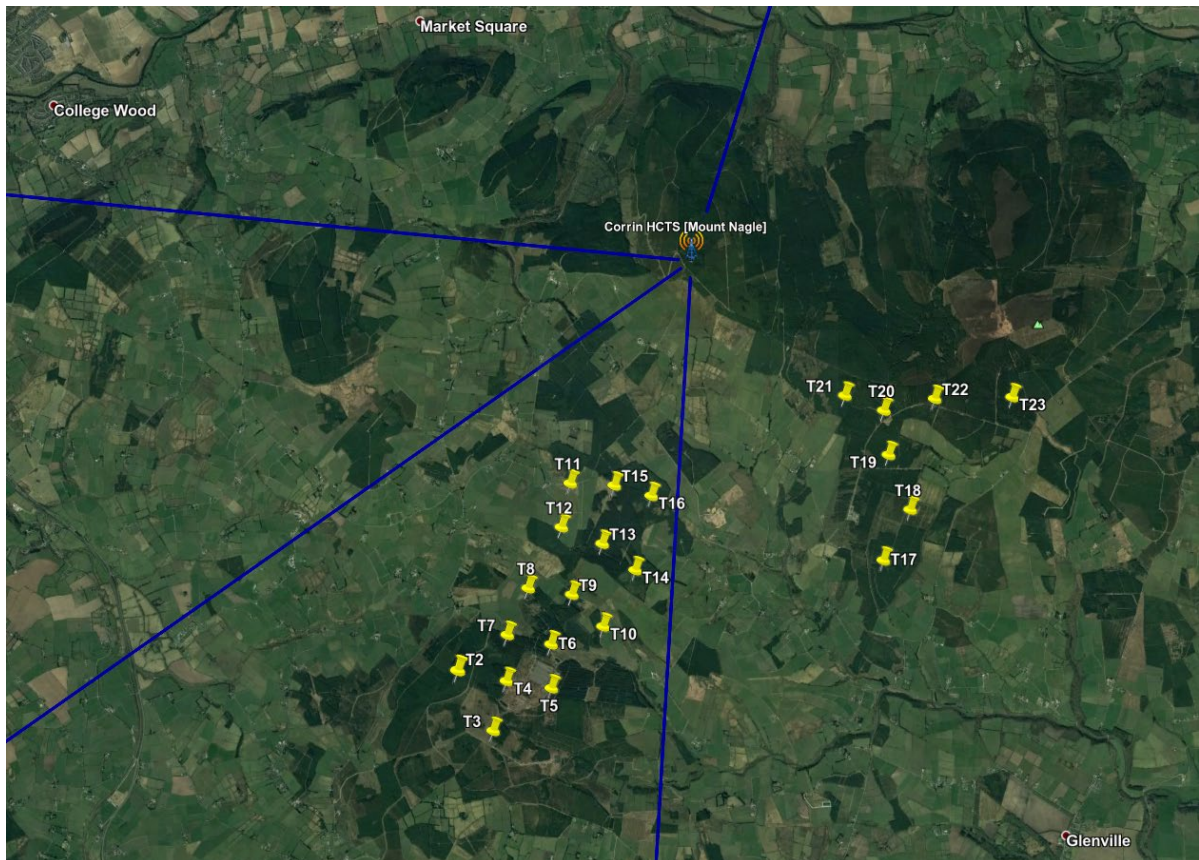 Market Square
College Wood
Corrin HCTS [Mount Nagle]
T21
T20
T22
T23
T19
T11
T15
T16
T18
T12
T13
T17
T14
T8
T9
T7
T10
T6
T2
T4
T5
T3
Glenville